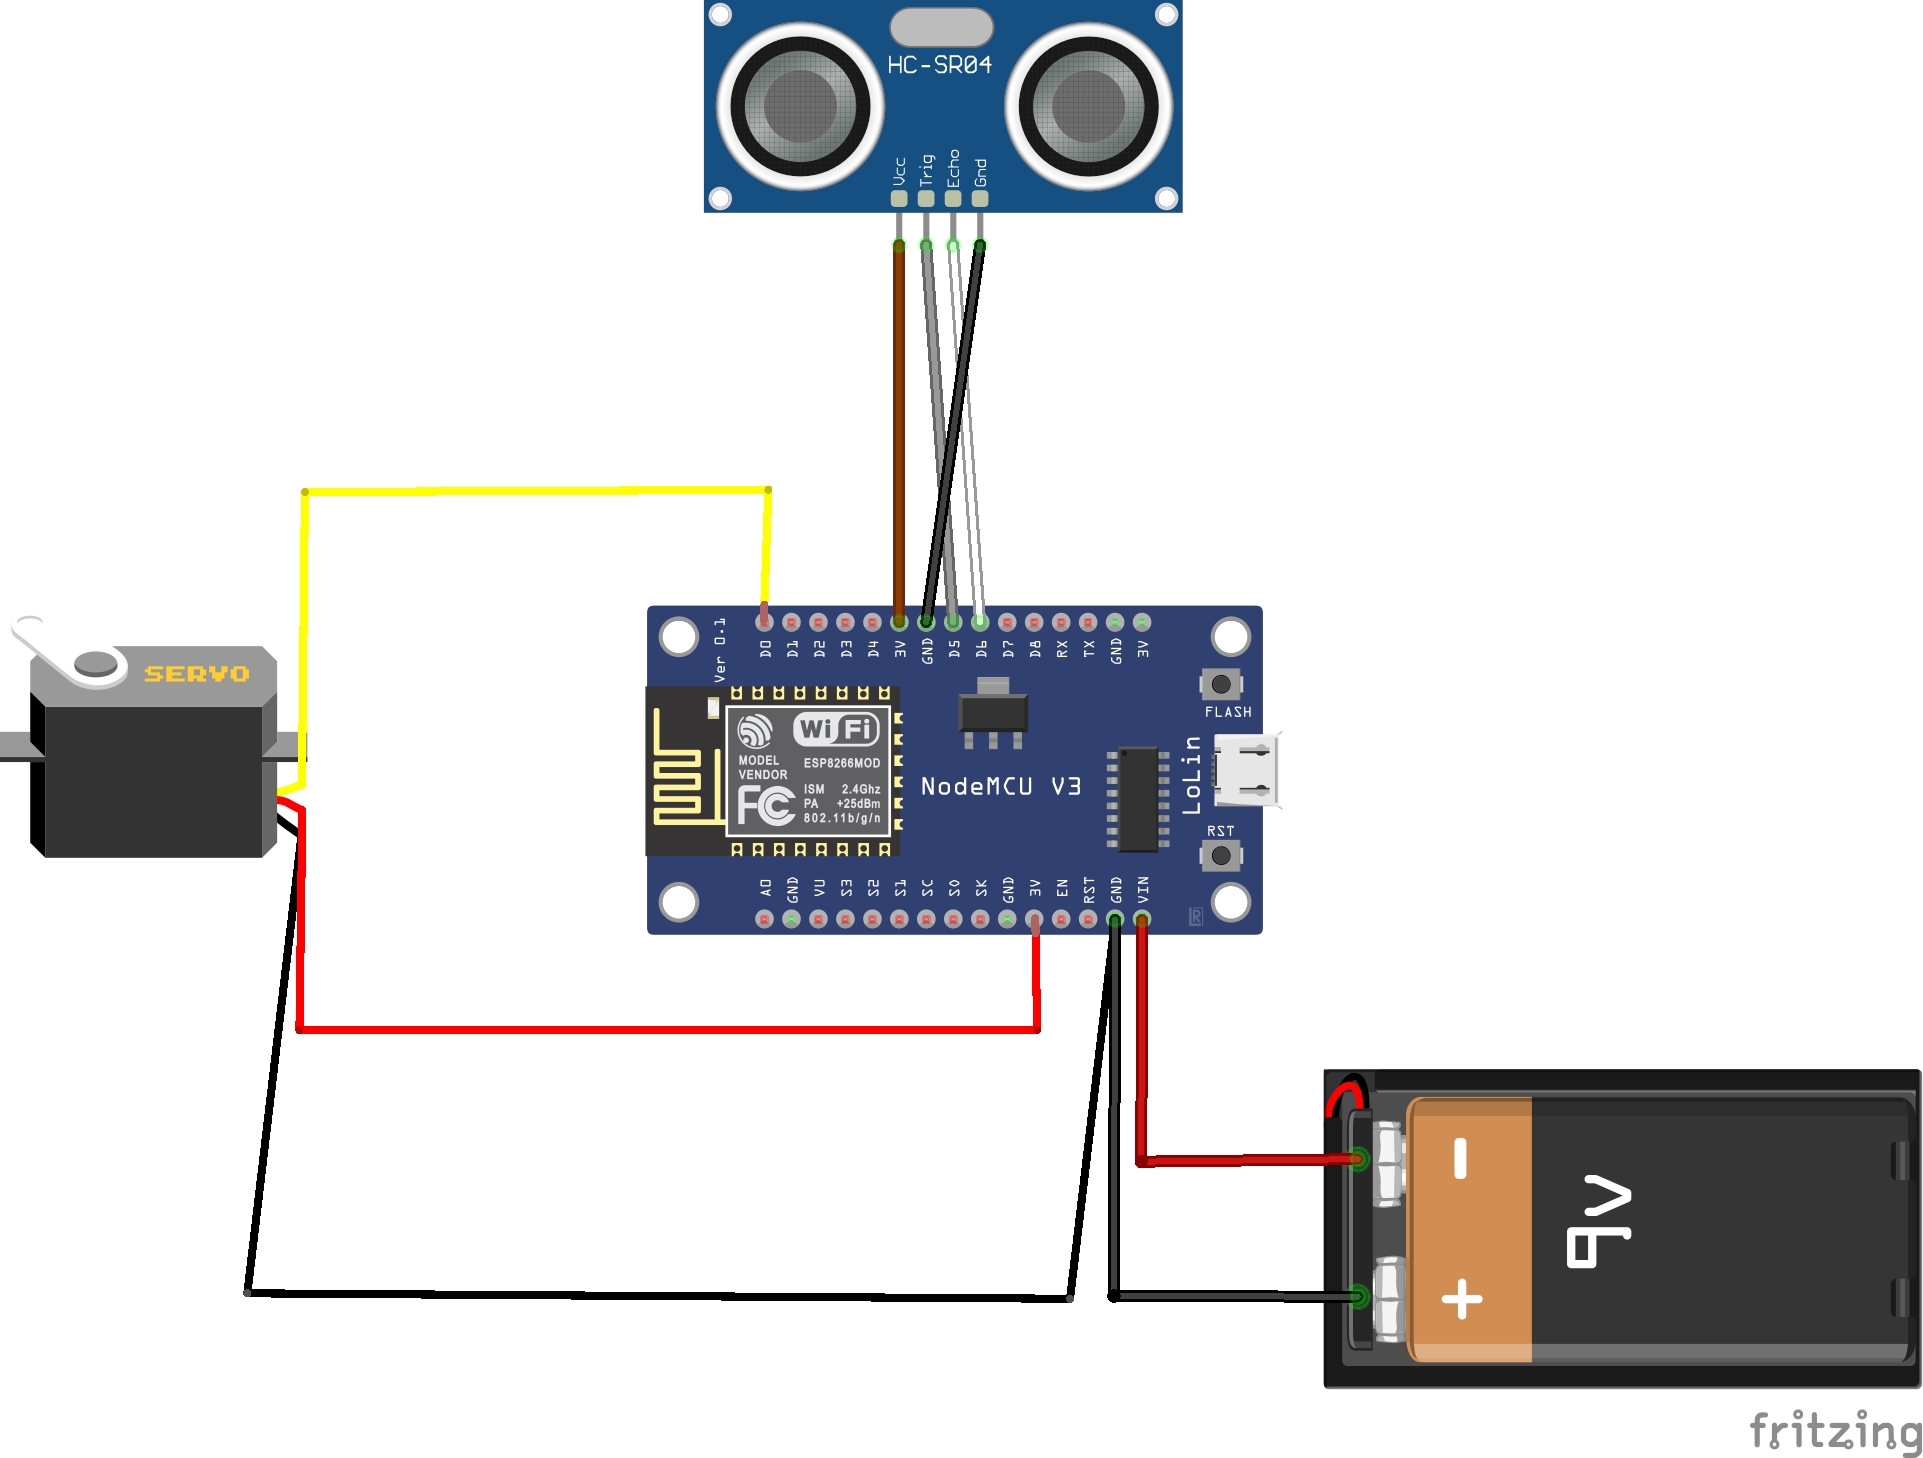 HC-SR04
Vcc
Trig
Echo
Gnd
SERVO
Ver 0.1
D0
D1
D2
D3
D4
3V
GND
D5
D6
D7
D8
RX
TX
GND
3V
FLASH
WiFi
MODEL
VENDOR
ESP8266MOD
FC
ISM 2.4Ghz
PA +25dBm
802.11b/g/n
NodeMCU V3
LoLin
RST
A0
GND
VU
S3
S2
S1
SC
S0
SK
GND
3V
EN
RST
GND
VIN
R
-
+
9v
fritzing